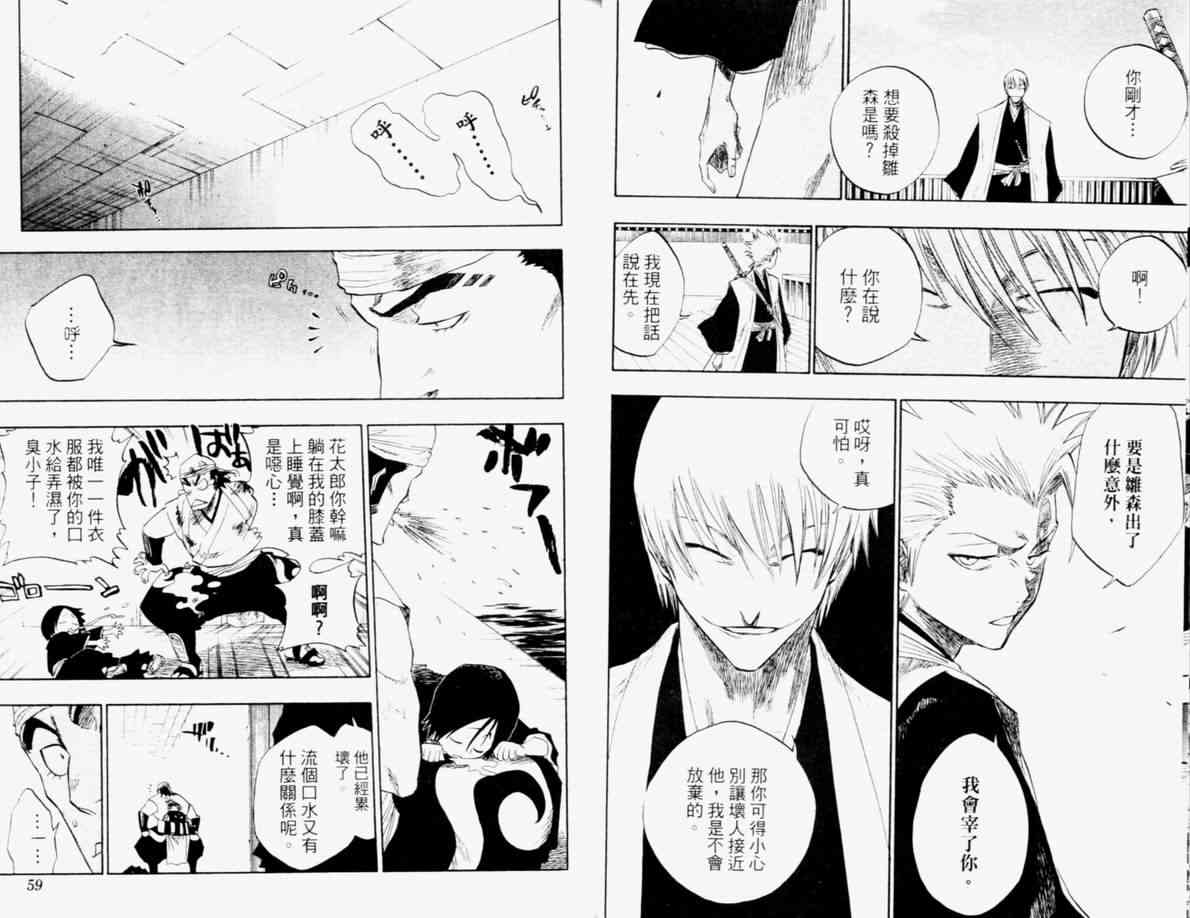 你剛才…
想要殺掉雛
森是嗎？
啊！
你在說
什麼？
我現在把話
說在先。
要是雛森出了
什麼意外，
我會宰了你。
哎呀，真
可怕。
那你可得小心
別讓壞人接近
他，我是不會
放棄的。
呼……
呼……
…呼…
花太郎你幹嘛
躺在我的膝蓋
上睡覺啊，真
是噁心…
啊啊？
我唯一一件衣
服都被你的口
水給弄濕了，
臭小子！
他已經累
壞了。
流個口水又有
什麼關係呢。
……
59